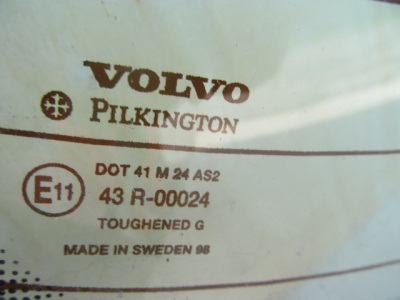 VOLVO
PILKINGTON
DOT 41 M 24 AS2
E11 43 R-00024
TOUGHENED G
MADE IN SWEDEN 98